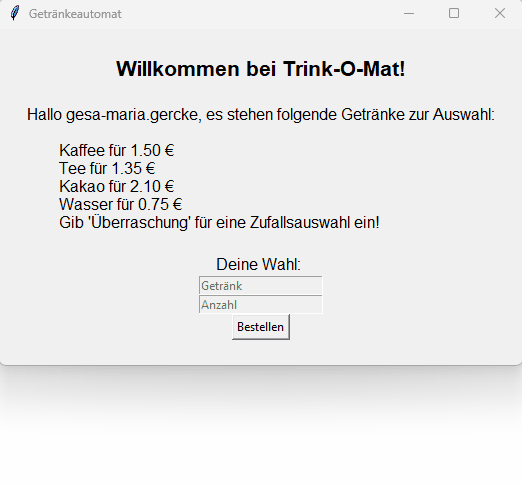 Getränkeautomat
Willkommen bei Trink-O-Mat!
Hallo gesa-maria.gercke, es stehen folgende Getränke zur Auswahl:
Kaffee für 1.50 €
Tee für 1.35 €
Kakao für 2.10 €
Wasser für 0.75 €
Gib 'Überraschung' für eine Zufallsauswahl ein!
Deine Wahl:
Getränk
Anzahl
Bestellen